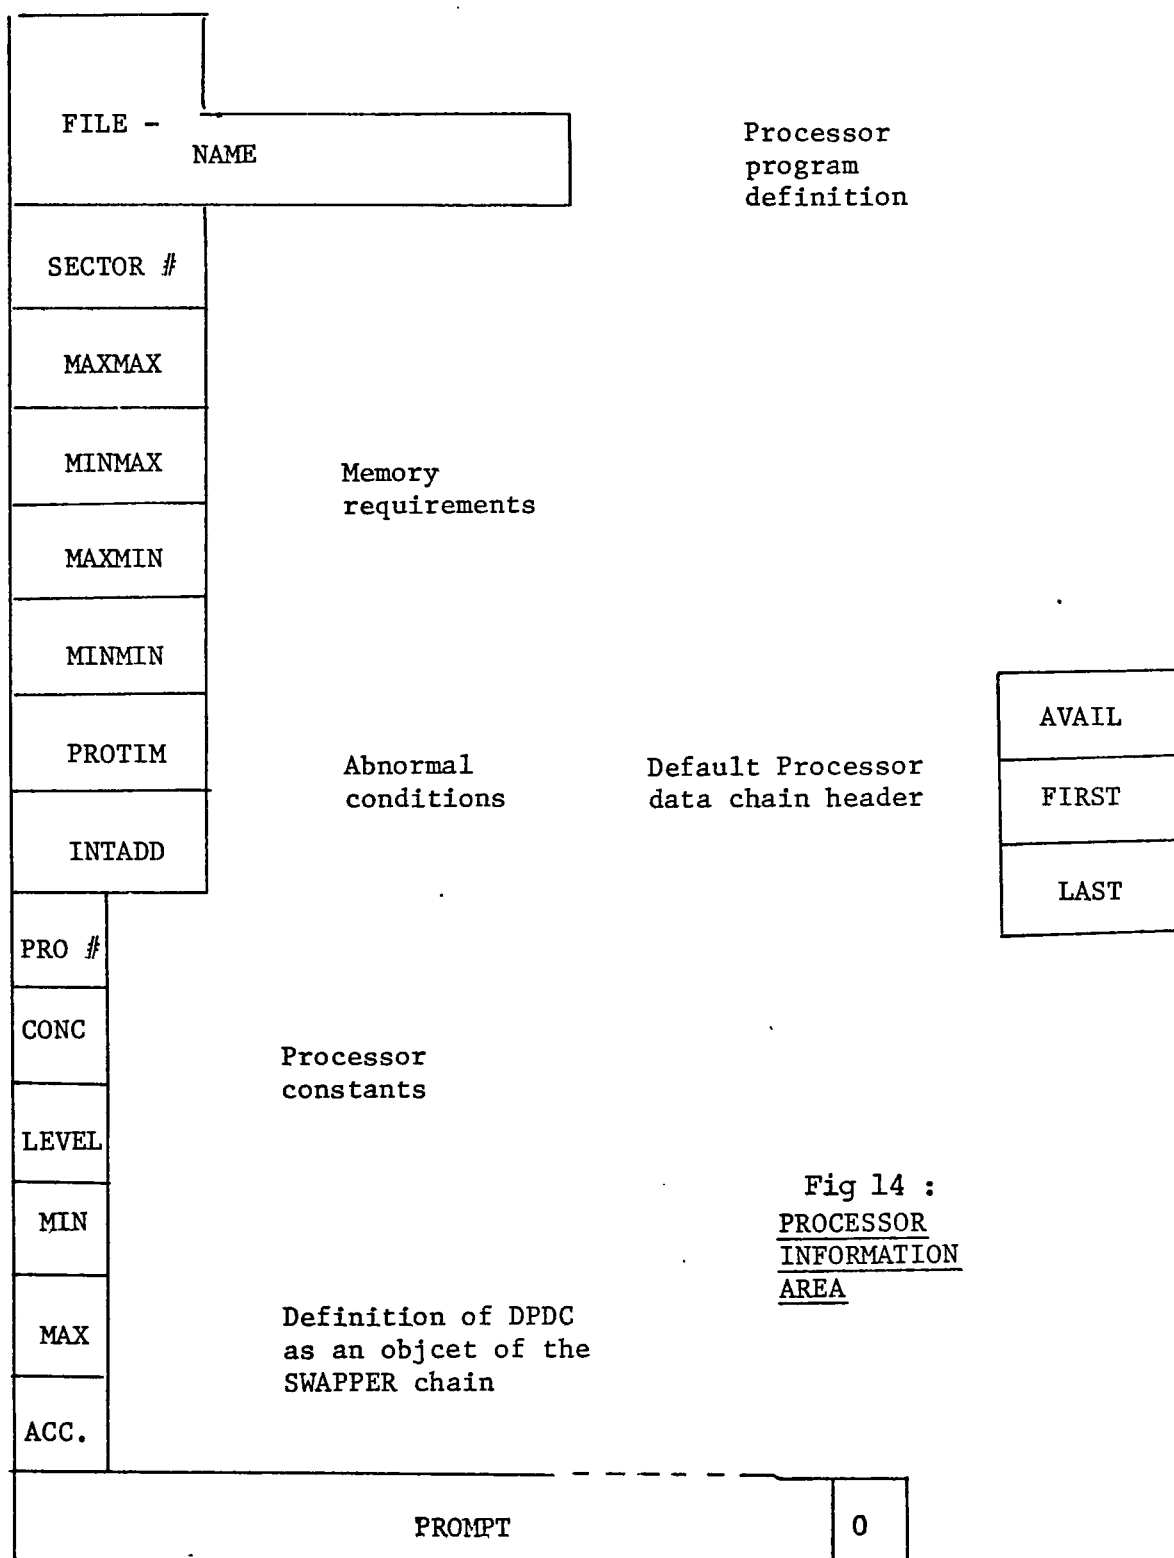 FILE -
NAME
Processor
program
definition
SECTOR #
MAXMAX
MINMAX
Memory
requirements
MAXMIN
MINMIN
PROTIM
Abnormal
conditions
Default Processor
data chain header
AVAIL
FIRST
LAST
INTADD
PRO #
CONC
Processor
constants
LEVEL
MIN
Fig 14 :
PROCESSOR
INFORMATION
AREA
MAX
Definition of DPDC
as an objcet of the
SWAPPER chain
ACC.
PROMPT
0